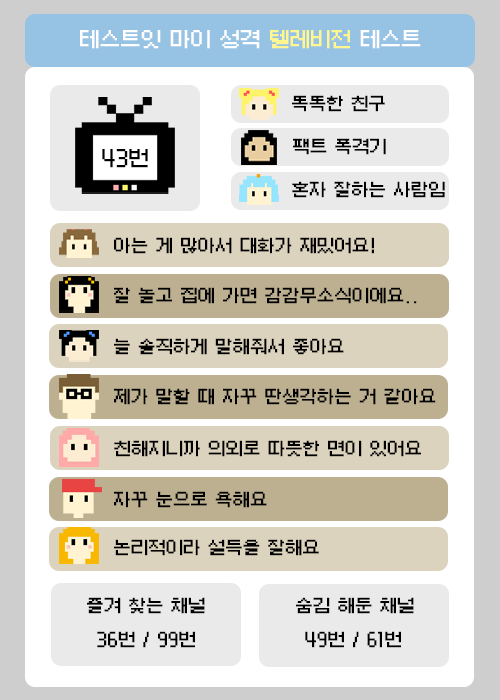 테스트잇 마이 성격 텔레비전 테스트
43번
똑똑한 친구
팩트 폭격기
혼자 잘하는 사람임
아는 게 많아서 대화가 재밌어요!
잘 놀고 집에 가면 감감무소식이에요..
늘 솔직하게 말해줘서 좋아요
제가 말할 때 자꾸 딴생각하는 거 같아요
친해지니까 의외로 따뜻한 면이 있어요
자꾸 눈으로 욕해요
논리적이라 설득을 잘해요
즐겨 찾는 채널
36번 / 99번
숨김 해둔 채널
49번 / 61번